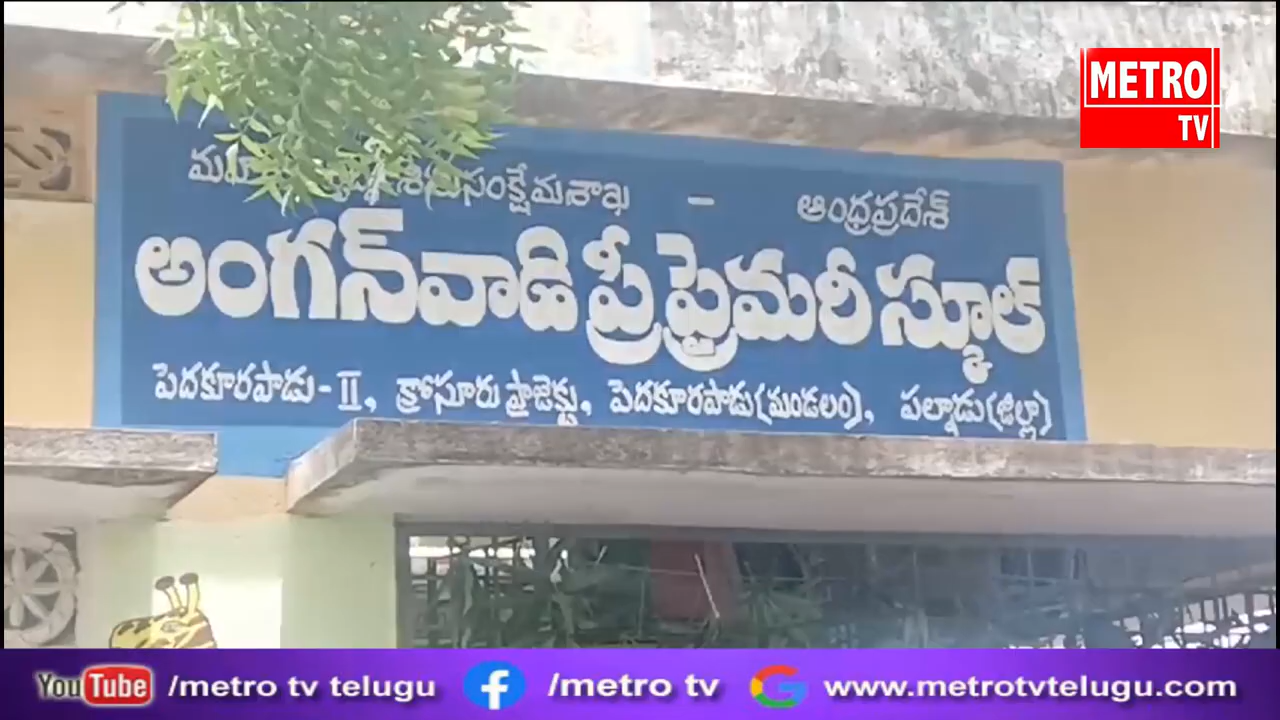 METRO
TV
సంక్షేమశాఖ - ఆంధ్రప్రదేశ్
అంగన్‌వాడి ప్రీ ప్రైమరీ స్కూల్
పెదకూరపాడు-II, క్రోసూరు ప్రాజెక్టు, పెదకూరపాడు(మండలం), పల్నాడు(జిల్లా)
YouTube /metro tv telugu f /metro tv G www.metrotvtelugu.com